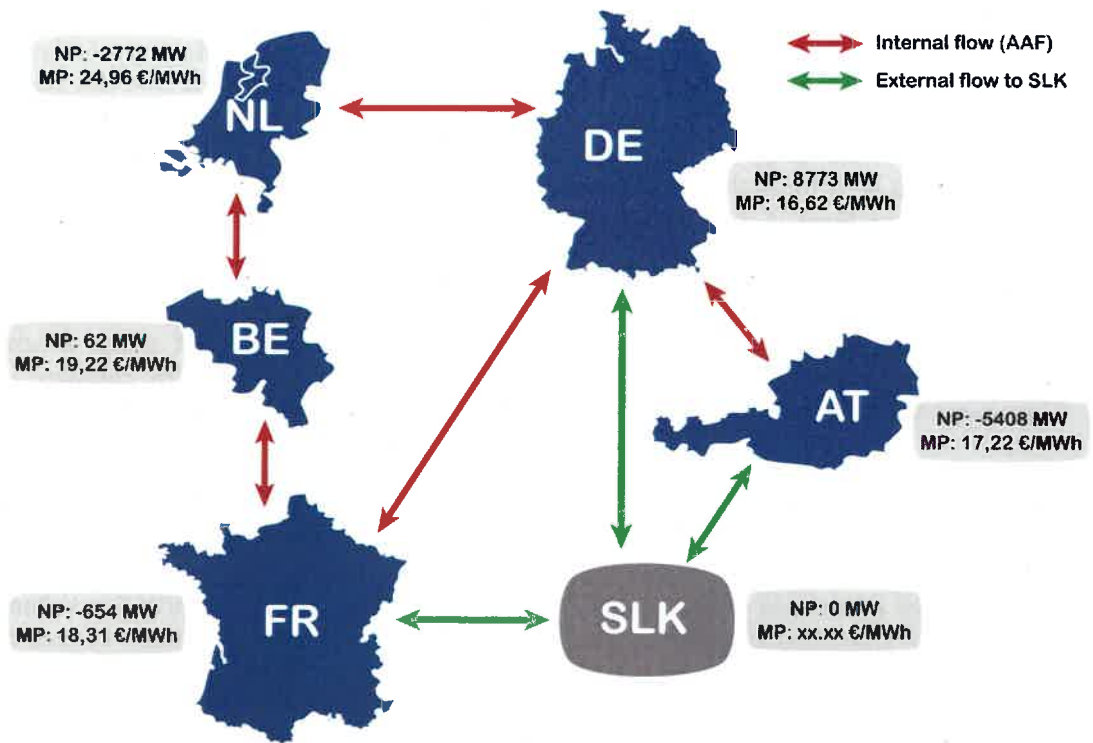 NP: -2772 MW
MP: 24,96 €/MWh
NL
Internal flow (AAF)
External flow to SLK
DE
NP: 8773 MW
MP: 16,62 €/MWh
NP: 62 MW
MP: 19,22 €/MWh
BE
AT
NP: -5408 MW
MP: 17,22 €/MWh
NP: -654 MW
MP: 18,31 €/MWh
FR
SLK
NP: 0 MW
MP: xx.xx €/MWh